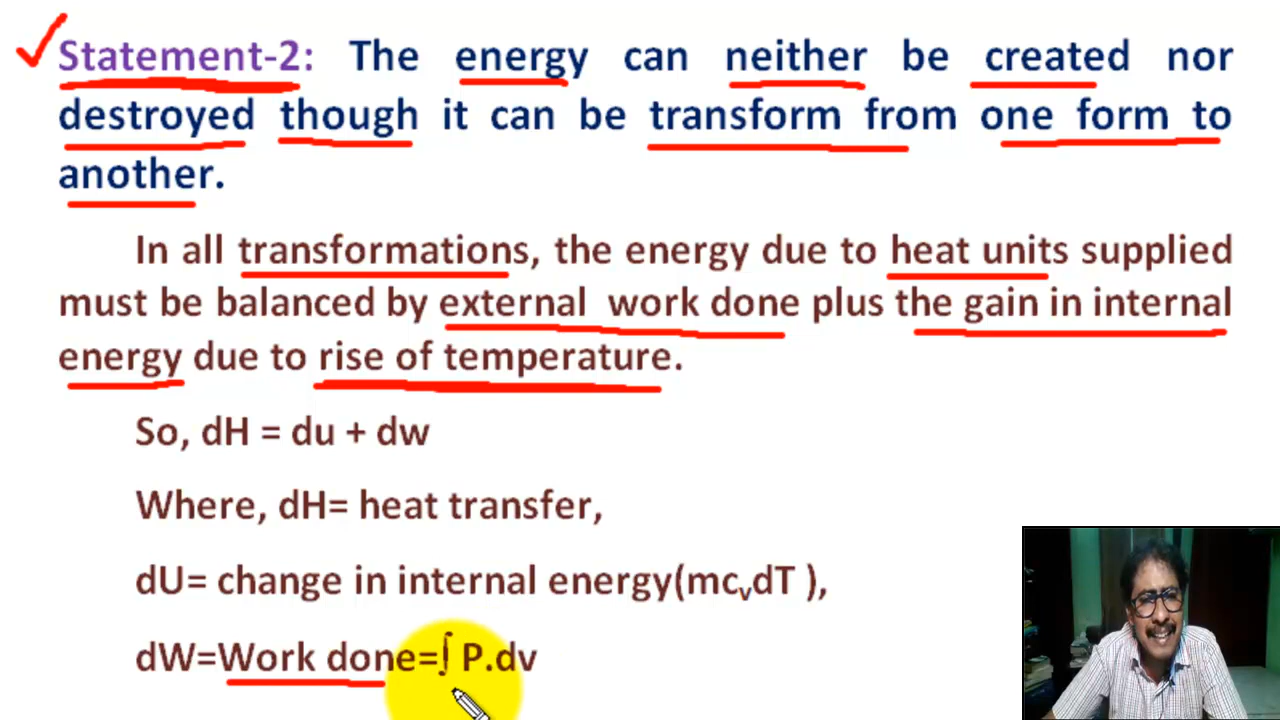 Statement-2: The energy can neither be created nor
destroyed though it can be transform from one form to
another.
In all transformations, the energy due to heat units supplied
must be balanced by external work done plus the gain in internal
energy due to rise of temperature.
So, dH = du + dw
Where, dH= heat transfer,
dU= change in internal energy(mcᵥdT ),
dW=Work done=∫ P.dv